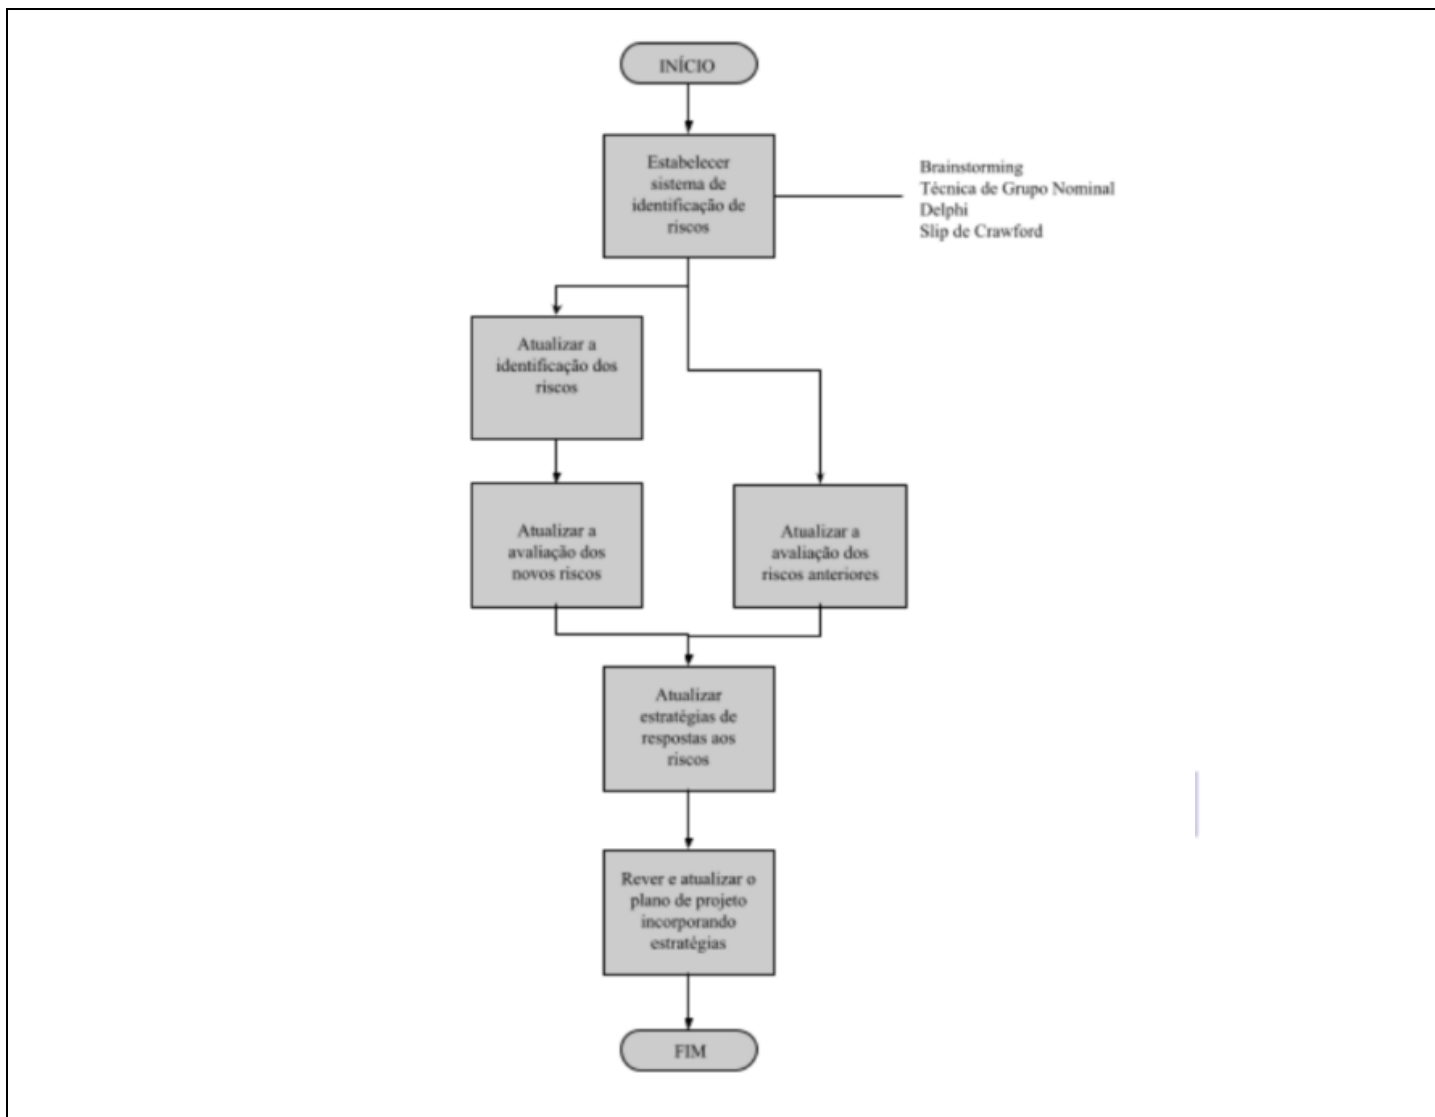 INÍCIO
Estabelecer
sistema de
identificação de
riscos
Brainstorming
Técnica de Grupo Nominal
Delphi
Slip de Crawford
Atualizar a
identificação dos
riscos
Atualizar a
avaliação dos
novos riscos
Atualizar a
avaliação dos
riscos anteriores
Atualizar
estratégias de
respostas aos
riscos
Rever e atualizar o
plano de projeto
incorporando
estratégias
FIM